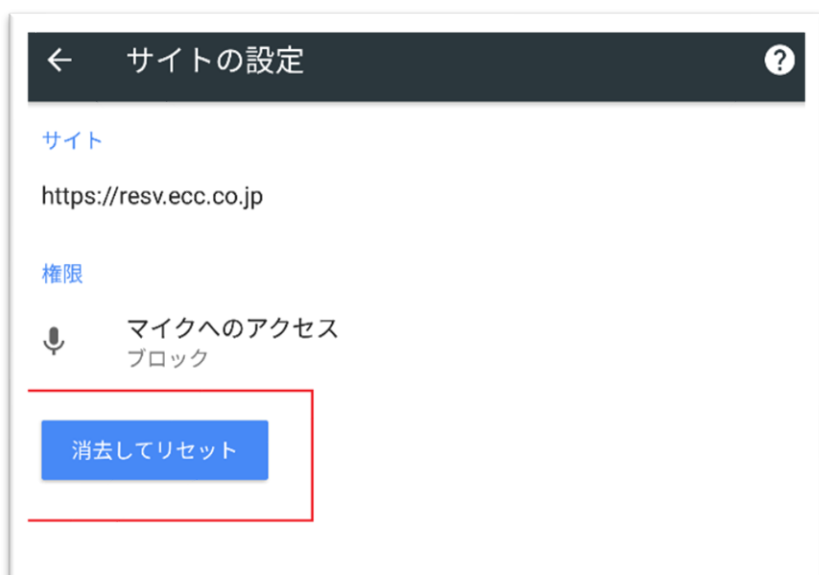 サイトの設定
サイト
https://resv.ecc.co.jp
権限
マイクへのアクセス
ブロック
消去してリセット